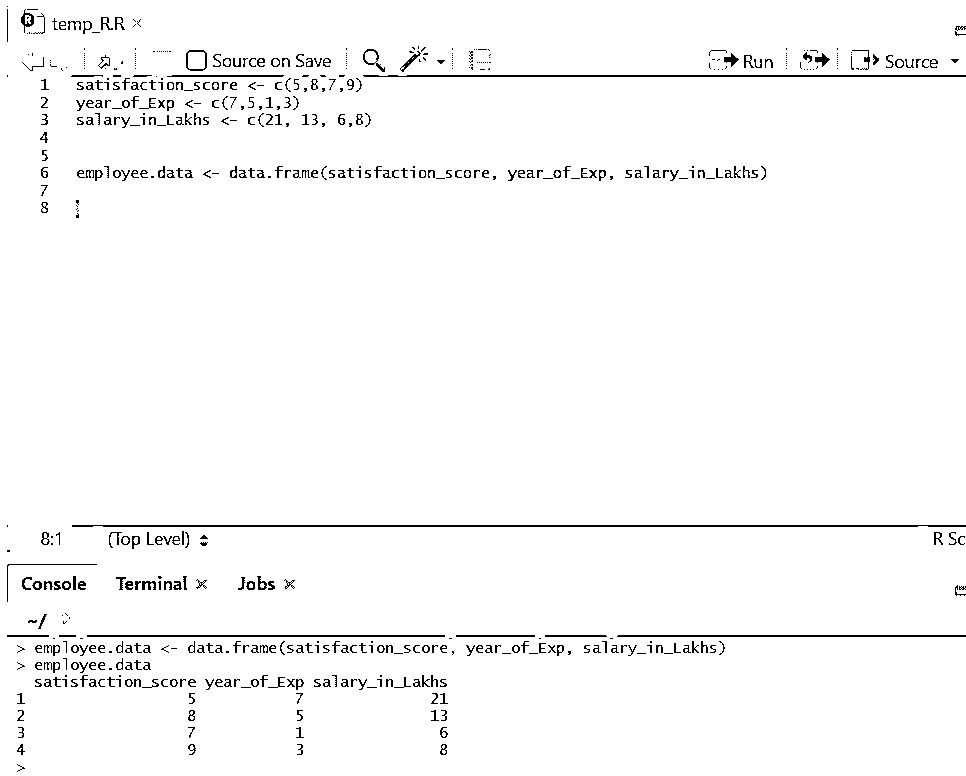 temp_R.R ×
Source on Save Run Source
1 satisfaction_score <- c(5,8,7,9)
2 year_of_Exp <- c(7,5,1,3)
3 salary_in_Lakhs <- c(21, 13, 6,8)
4
5
6 employee.data <- data.frame(satisfaction_score, year_of_Exp, salary_in_Lakhs)
7
8
8:1 (Top Level) R Sc
Console Terminal × Jobs ×
~/
> employee.data <- data.frame(satisfaction_score, year_of_Exp, salary_in_Lakhs)
> employee.data
satisfaction_score year_of_Exp salary_in_Lakhs
1 5 7 21
2 8 5 13
3 7 1 6
4 9 3 8
>